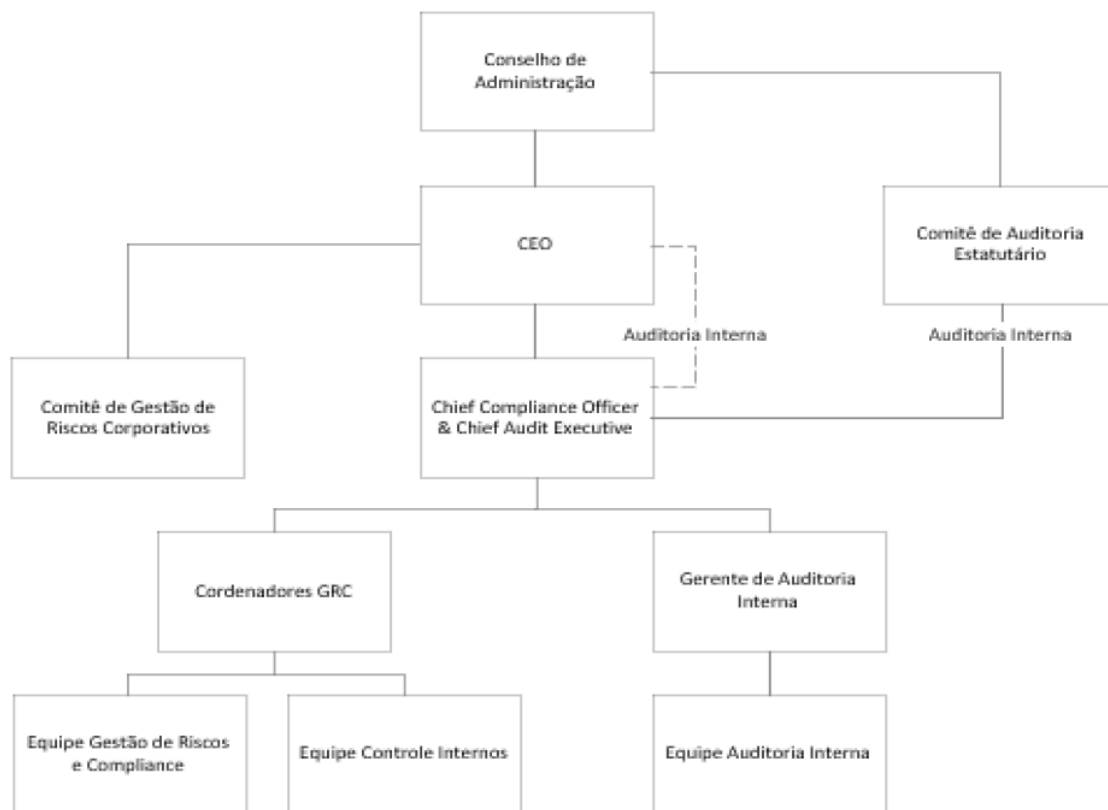 Conselho de
Administração
CEO
Comitê de Auditoria
Estatutário
Auditoria Interna
Auditoria Interna
Comitê de Gestão de
Riscos Corporativos
Chief Compliance Officer
& Chief Audit Executive
Cordenadores GRC
Gerente de Auditoria
Interna
Equipe Gestão de Riscos
e Compliance
Equipe Controle Internos
Equipe Auditoria Interna